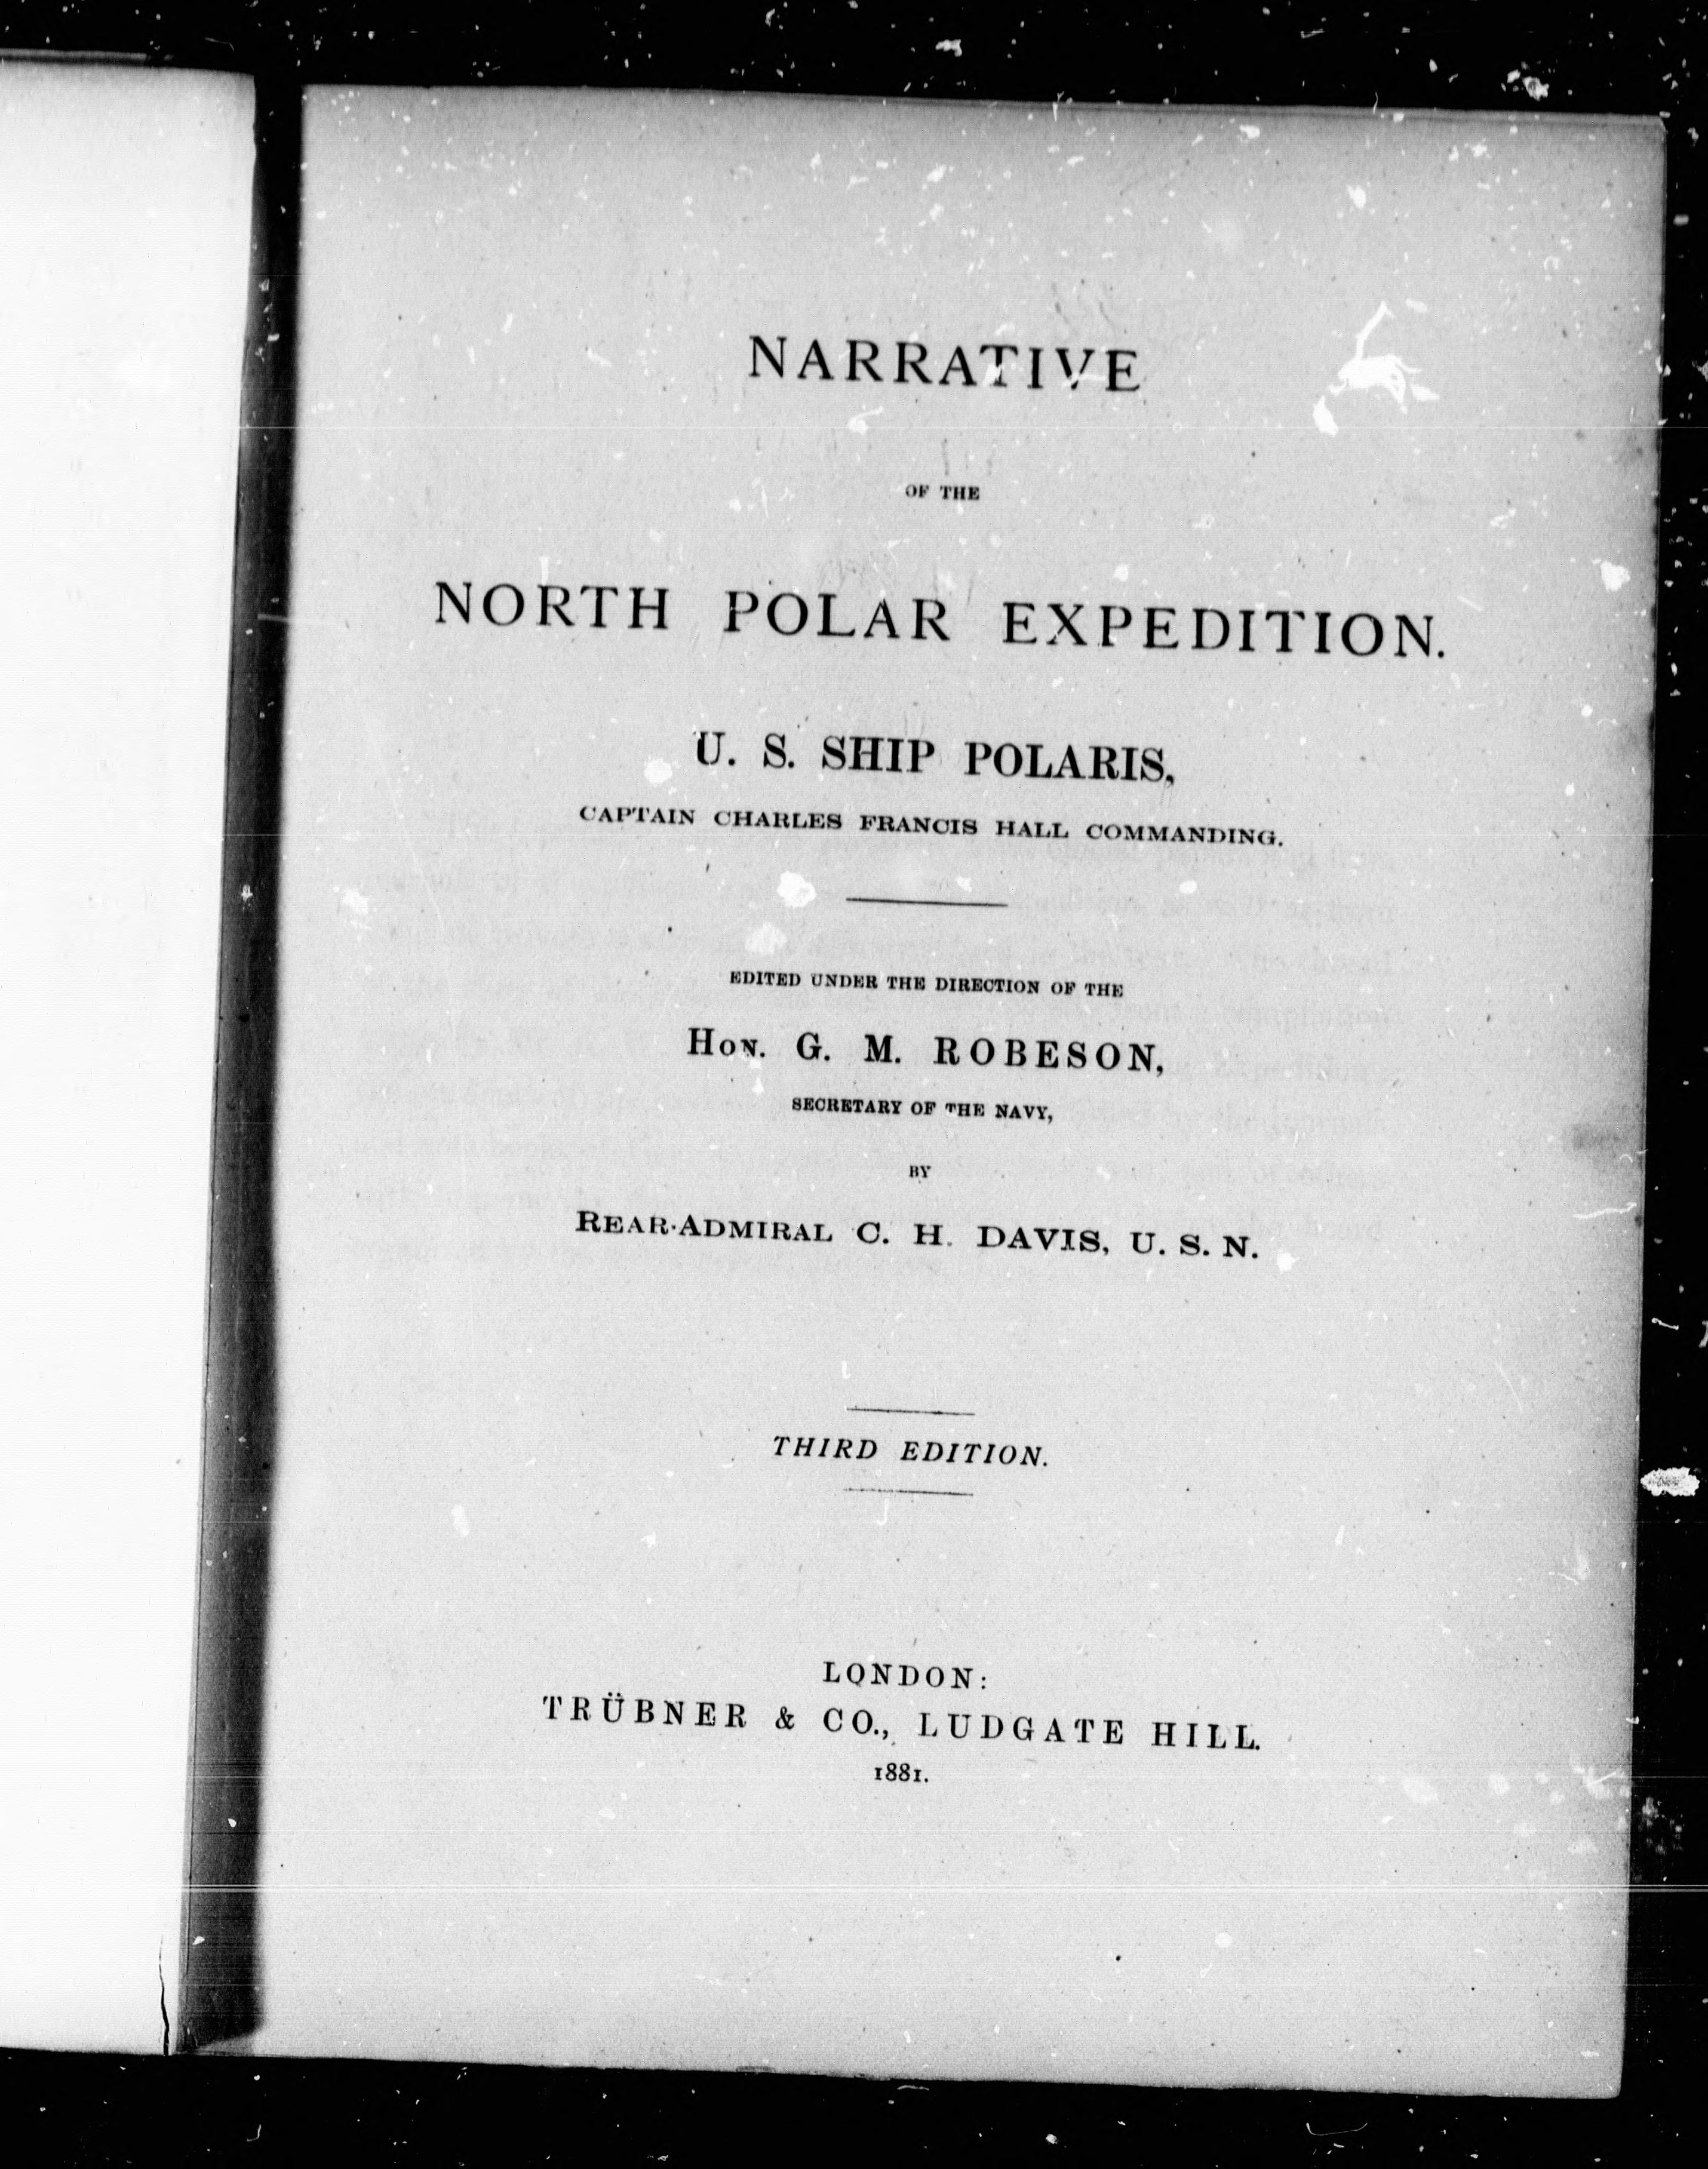 NARRATIVE
OF THE
NORTH POLAR EXPEDITION.
U. S. SHIP POLARIS,
CAPTAIN CHARLES FRANCIS HALL COMMANDING.
EDITED UNDER THE DIRECTION OF THE
HON. G. M. ROBESON,
SECRETARY OF THE NAVY,
BY
REAR-ADMIRAL C. H. DAVIS, U. S. N.
THIRD EDITION.
LONDON:
TRÜBNER & CO., LUDGATE HILL.
1881.